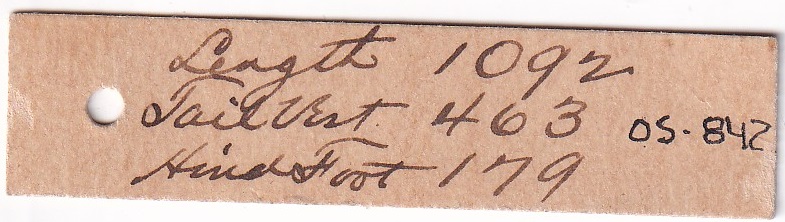 Length 1092
Tail Vert. 463 OS-842
Hind Foot 179